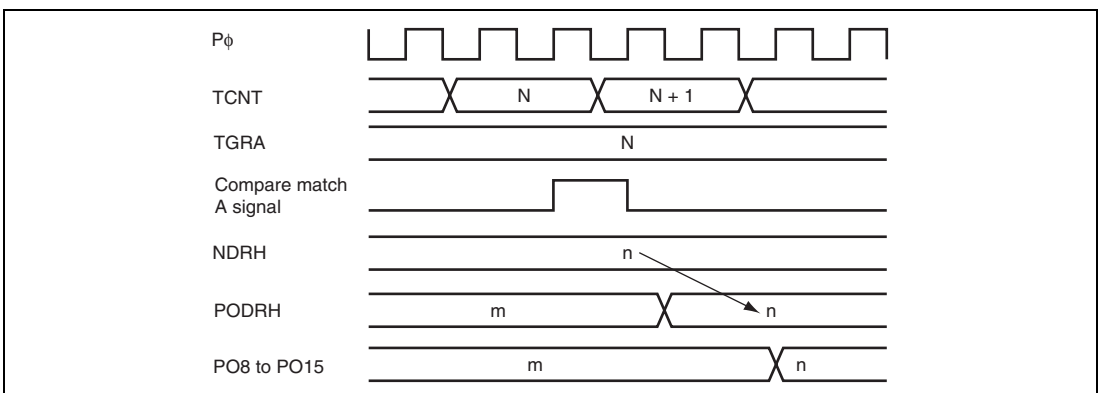 Pϕ
TCNT
N
N + 1
TGRA
N
Compare match
A signal
NDRH
n
PODRH
m
n
PO8 to PO15
m
n